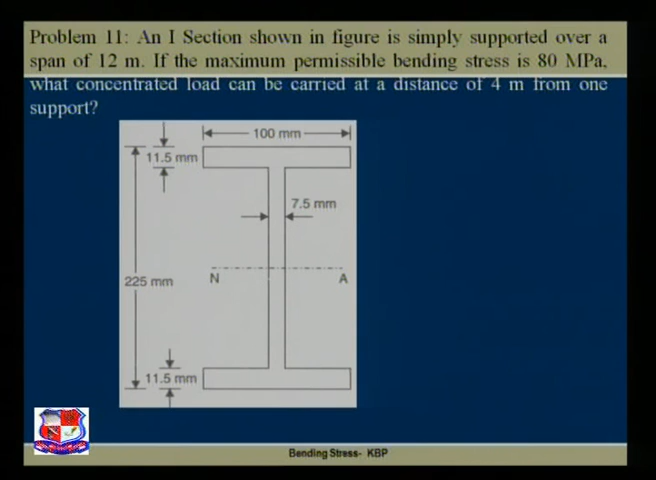 Problem 11: An I Section shown in figure is simply supported over a
span of 12 m. If the maximum permissible bending stress is 80 MPa,
what concentrated load can be carried at a distance of 4 m from one
support?
100 mm
11.5 mm
7.5 mm
N
A
225 mm
11.5 mm
Bending Stress- KBP